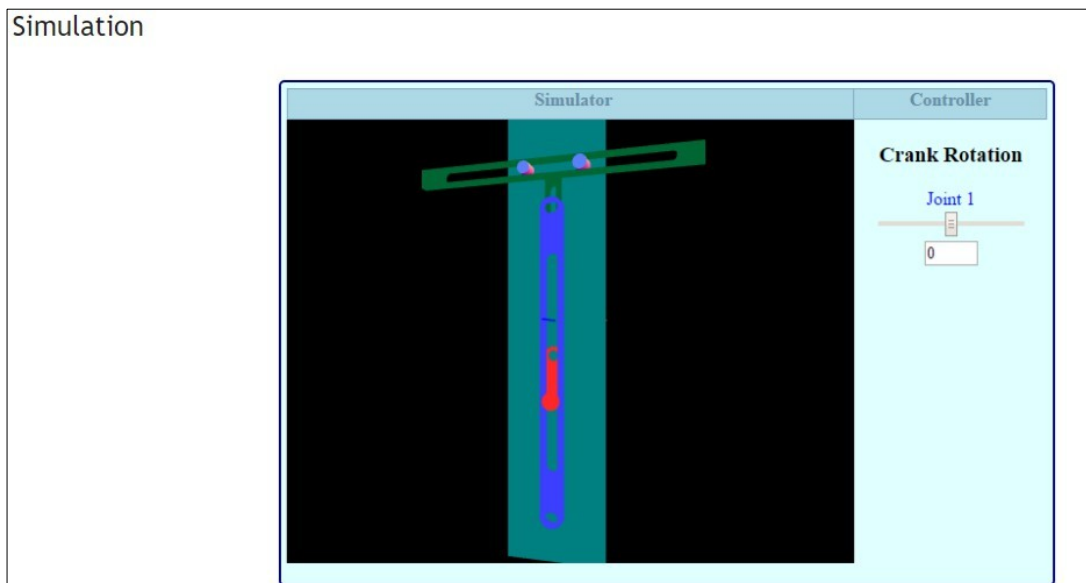 Simulation
Simulator
Controller
Crank Rotation
Joint 1
0